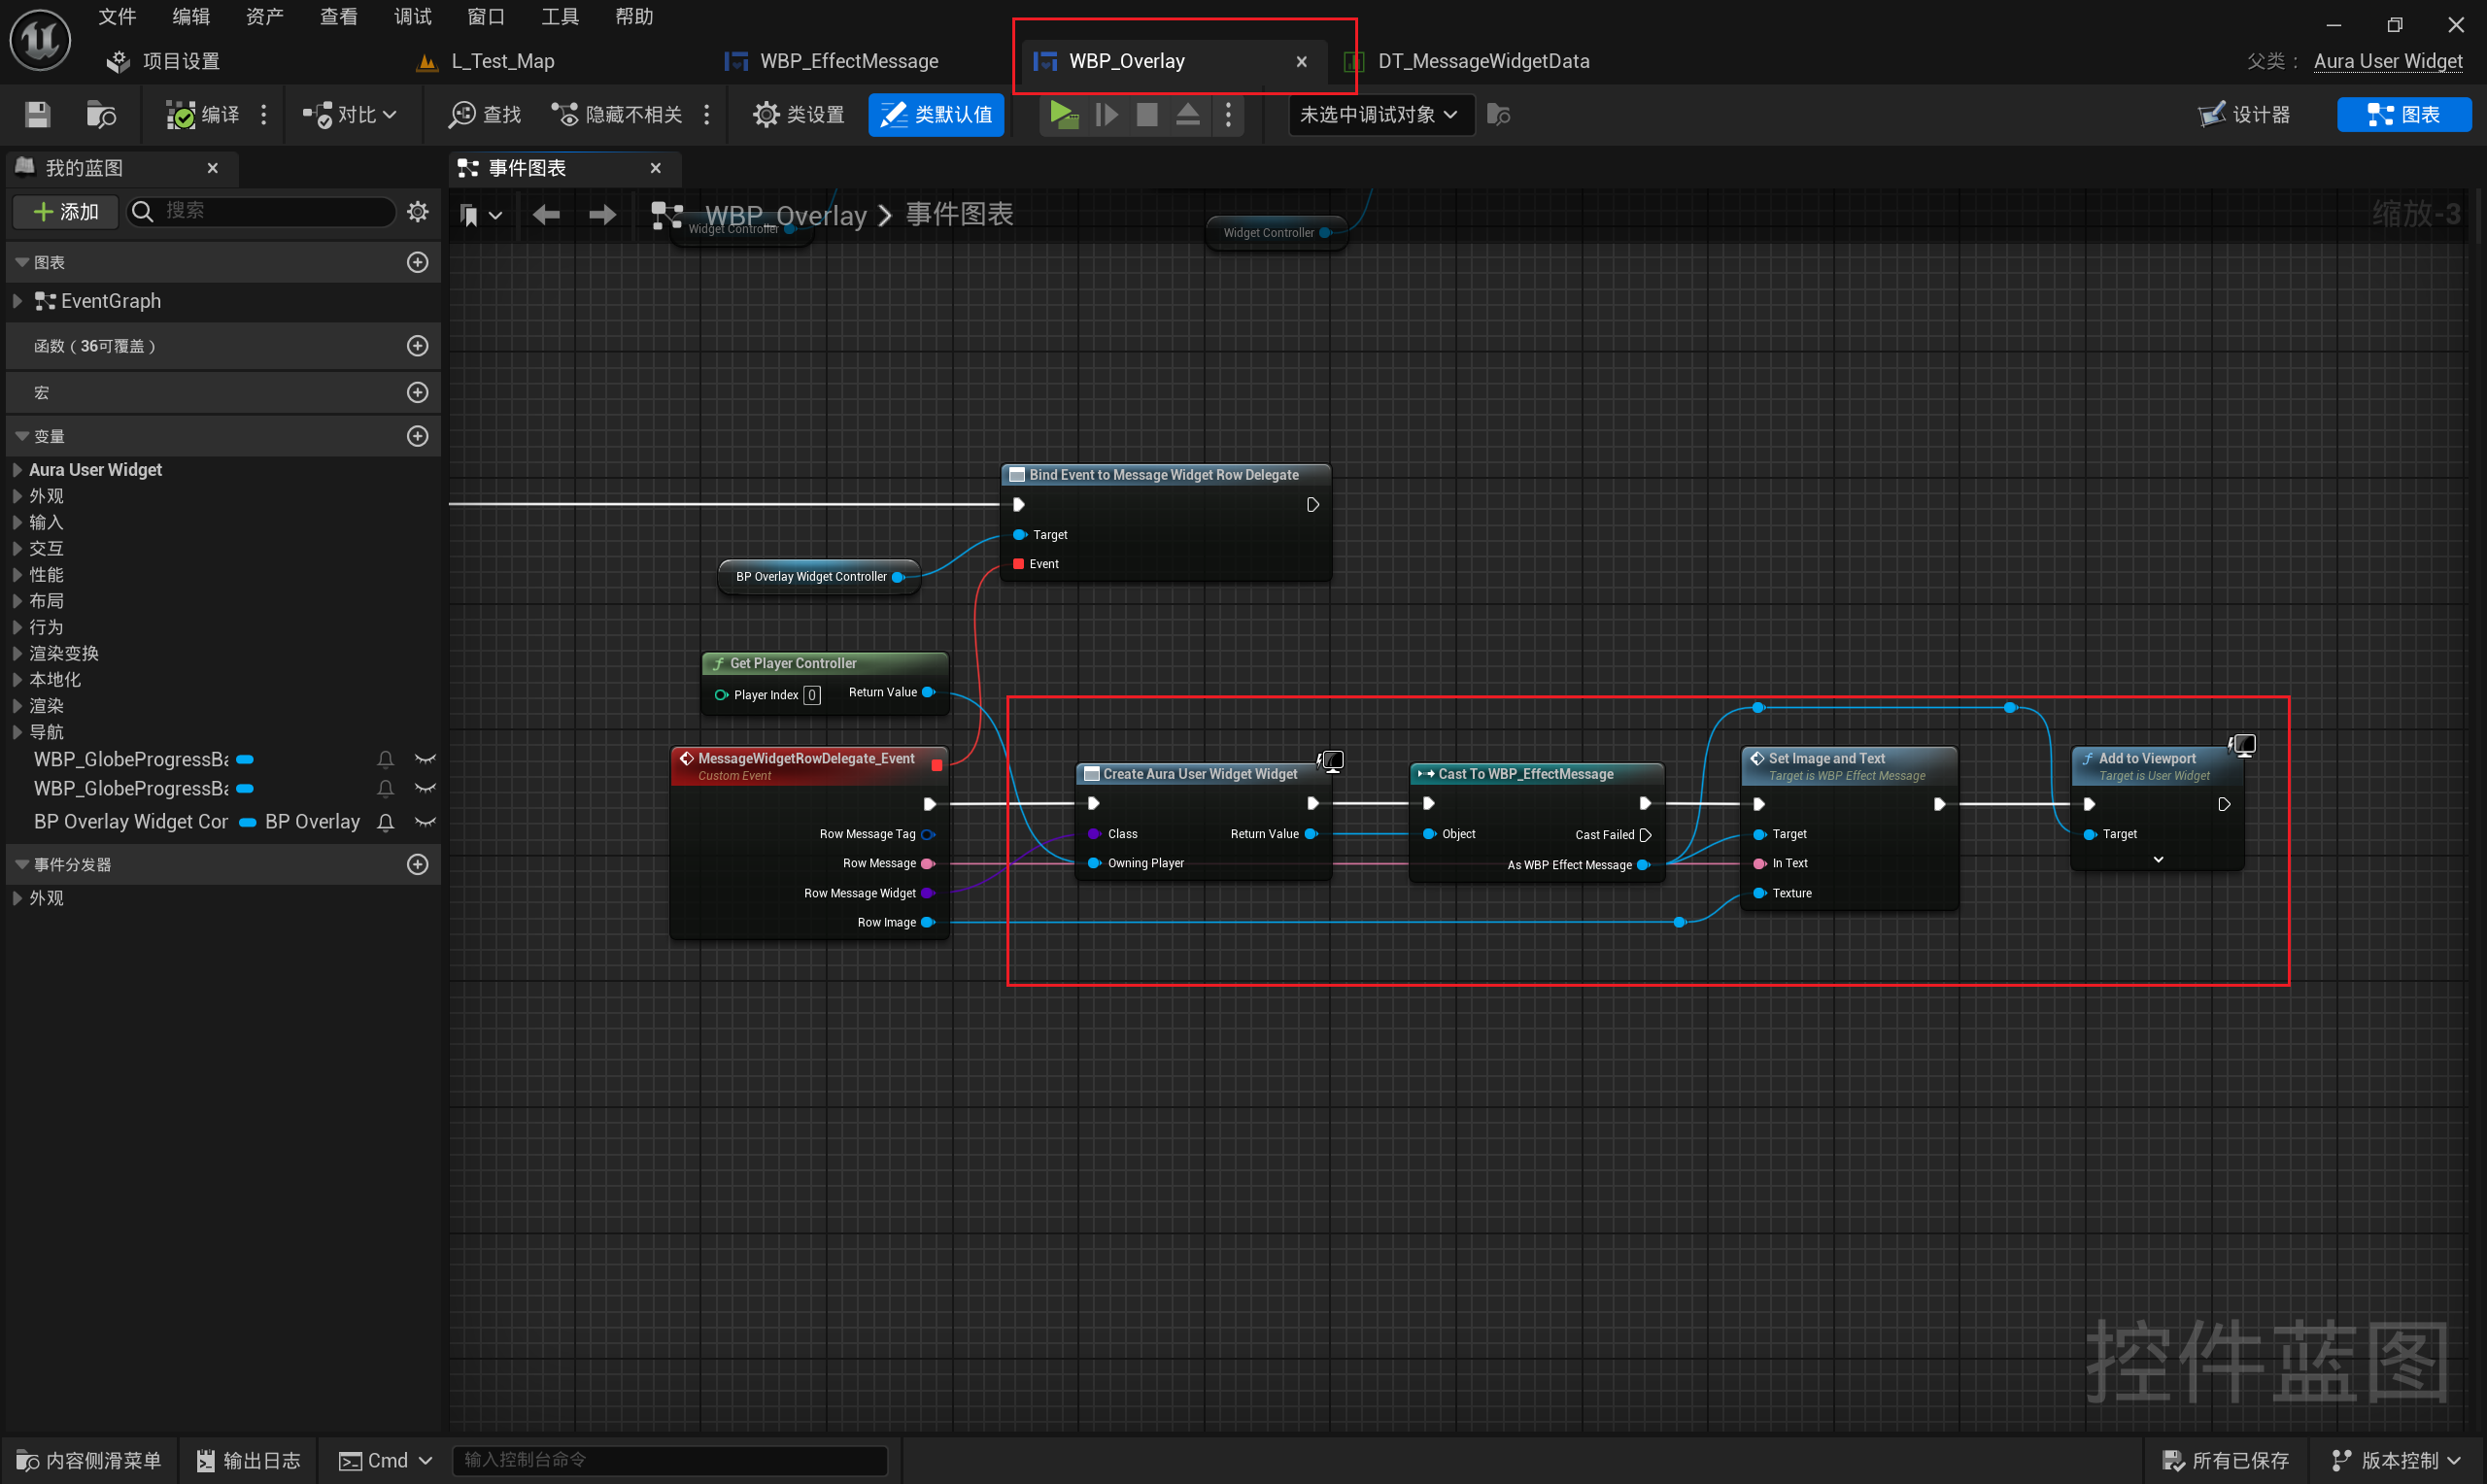 文件 编辑 资产 查看 调试 窗口 工具 帮助
项目设置 L_Test_Map WBP_EffectMessage WBP_Overlay DT_MessageWidgetData 父类： Aura User Widget
编译 对比 查找 隐藏不相关 类设置 类默认值 未选中调试对象 设计器 图表
我的蓝图 事件图表
添加 搜索 WBP_Overlay 事件图表 缩放-3
Widget Controller Widget Controller
图表
EventGraph
函数（36可覆盖）
宏
变量
Aura User Widget
外观
输入
交互
性能
布局
行为
渲染变换
本地化
渲染
导航
WBP_GlobeProgressBa
WBP_GlobeProgressBa
BP Overlay Widget Cor BP Overlay
事件分发器
外观
Bind Event to Message Widget Row Delegate
Target
Event
BP Overlay Widget Controller
Get Player Controller
Player Index 0 Return Value
MessageWidgetRowDelegate_Event
Custom Event
Row Message Tag
Row Message
Row Message Widget
Row Image
Create Aura User Widget Widget
Class Return Value
Owning Player
Cast To WBP_EffectMessage
Object Cast Failed
As WBP Effect Message
Set Image and Text
Target is WBP Effect Message
Target
In Text
Texture
Add to Viewport
Target is User Widget
Target
控件蓝图
内容侧滑菜单 输出日志 Cmd 输入控制台命令 所有已保存 版本控制